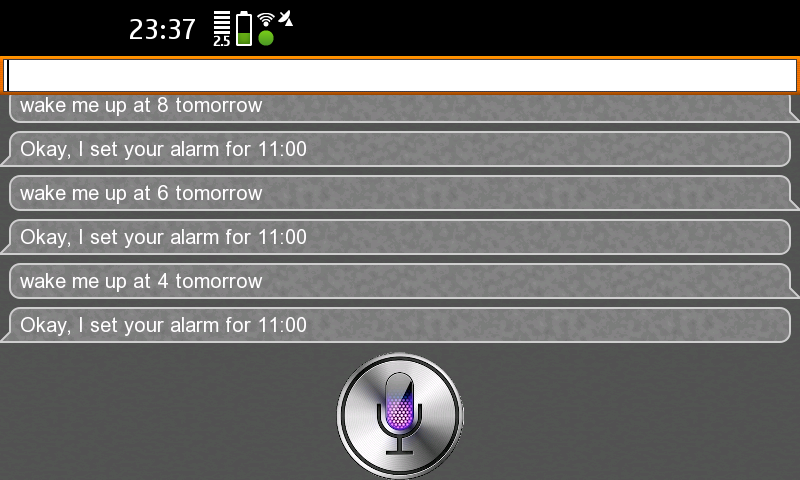 23:37
2.5
wake me up at 8 tomorrow
Okay, I set your alarm for 11:00
wake me up at 6 tomorrow
Okay, I set your alarm for 11:00
wake me up at 4 tomorrow
Okay, I set your alarm for 11:00